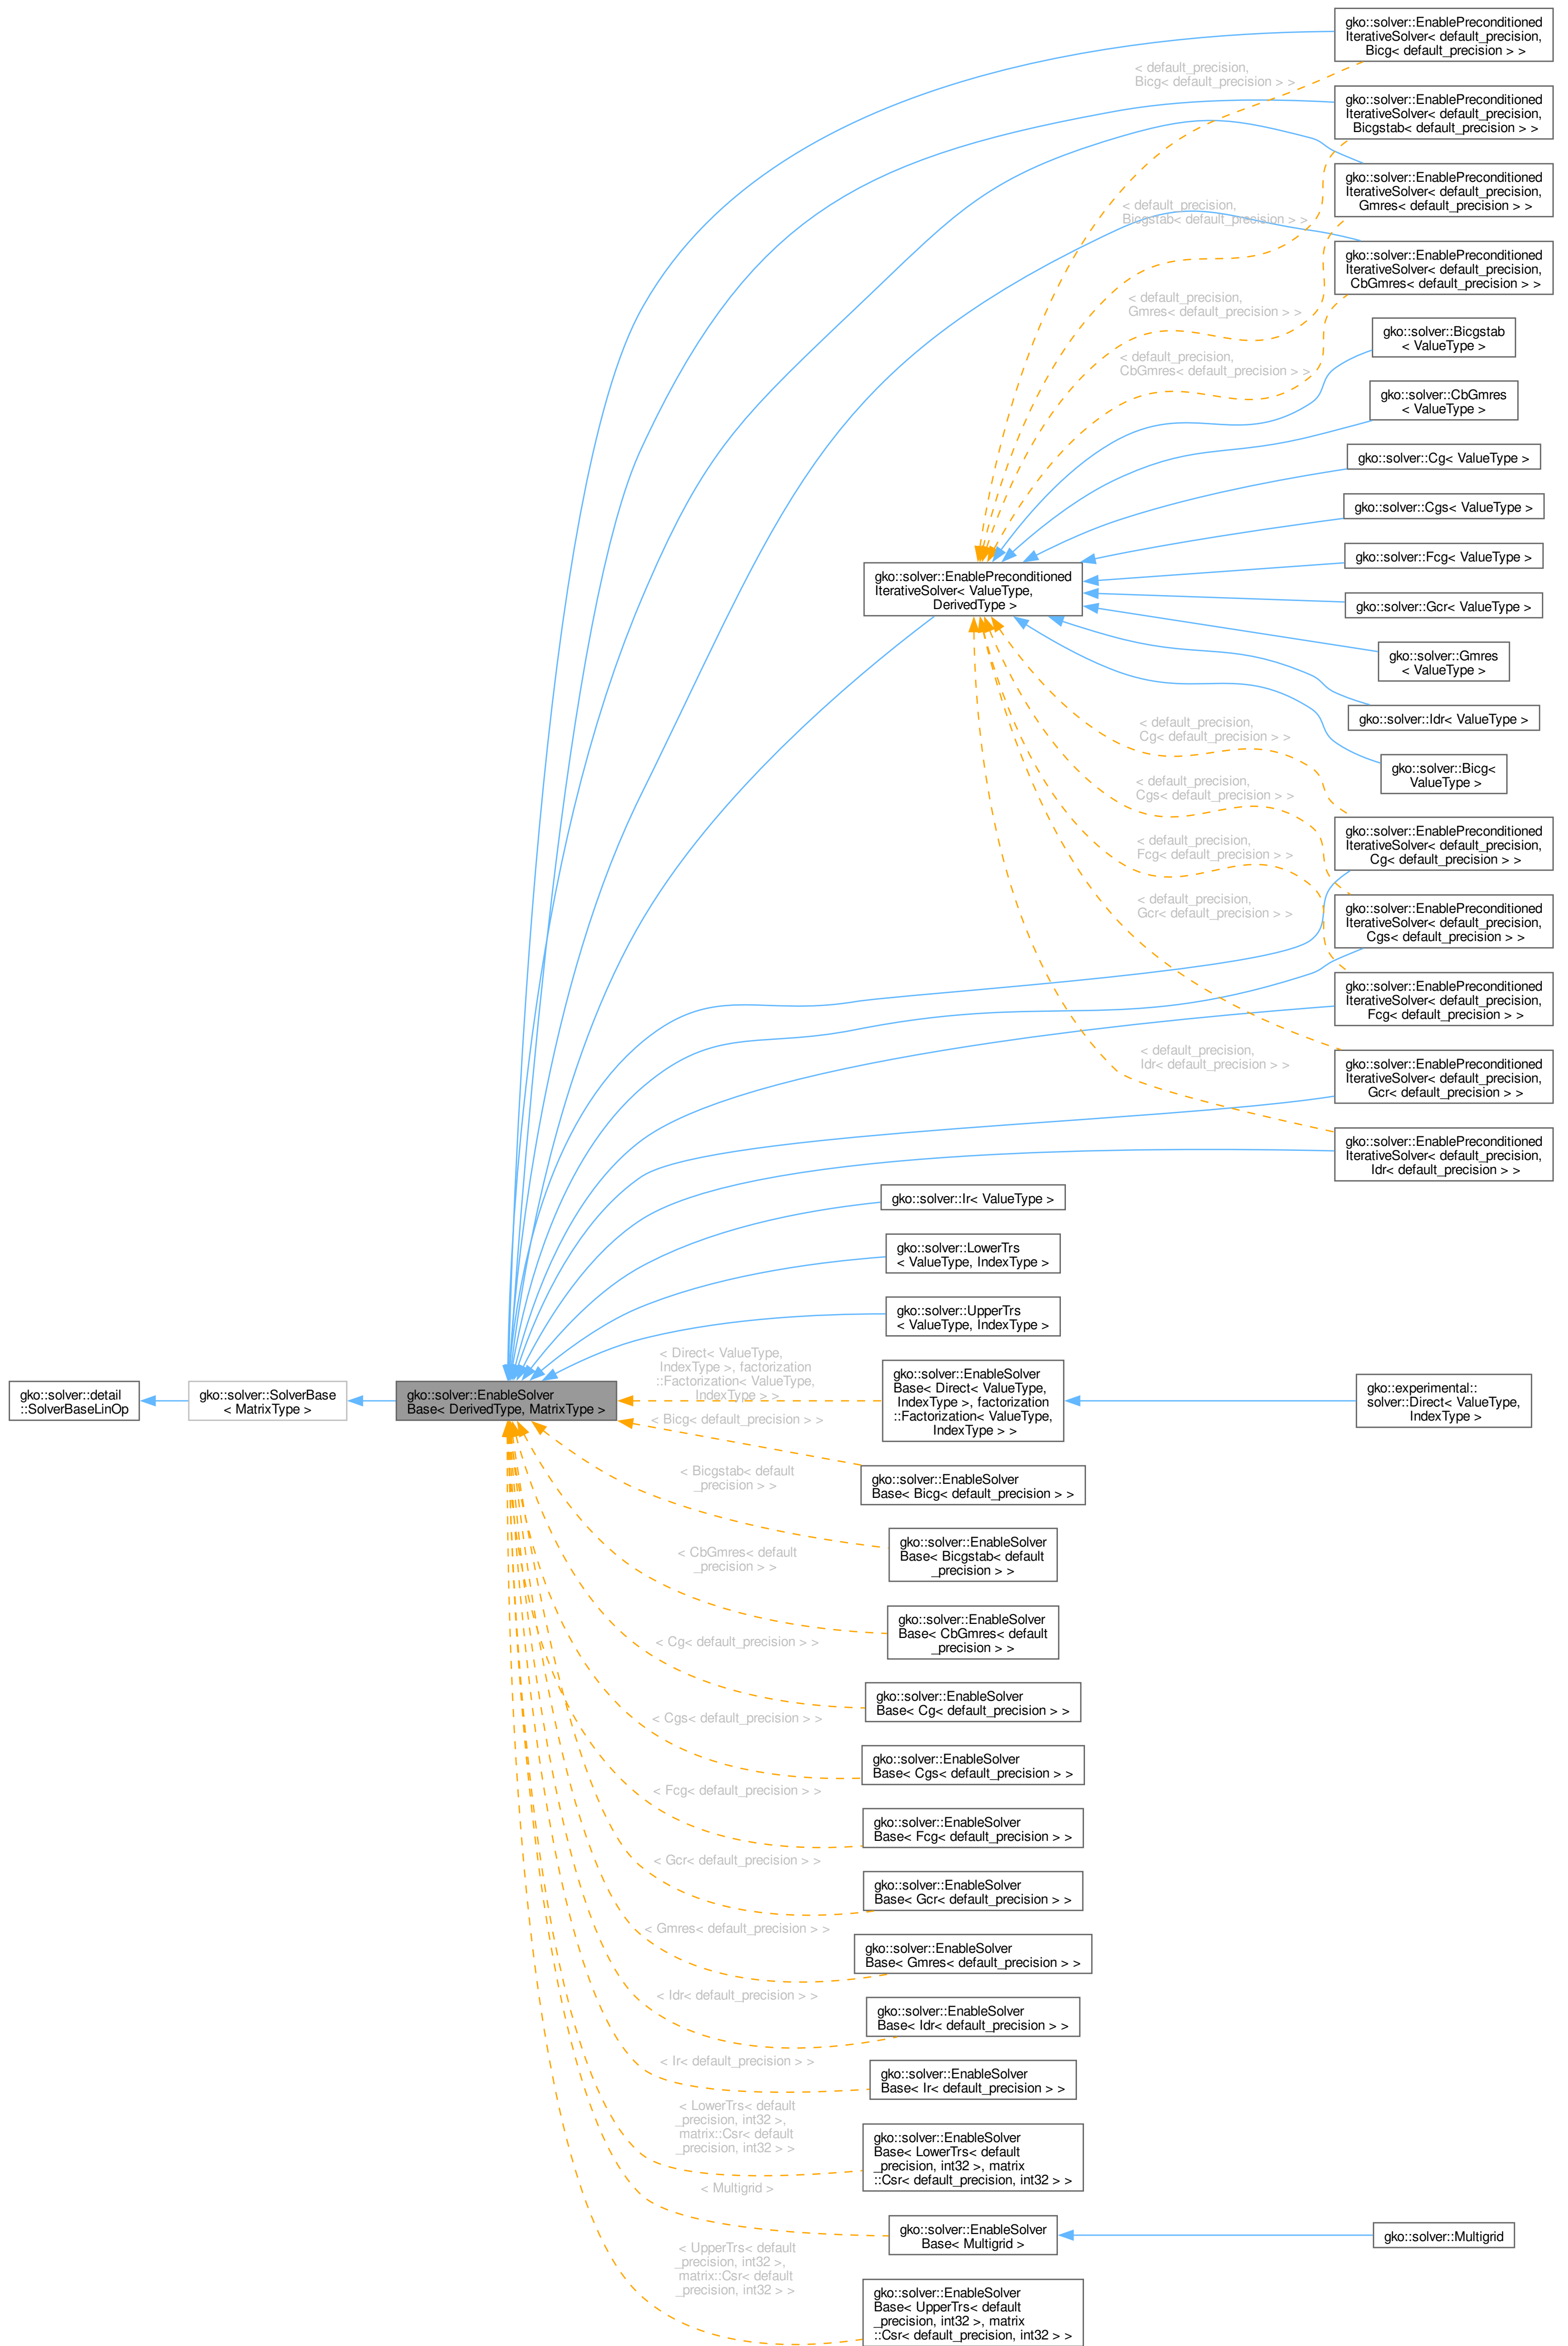 gko::solver::EnablePreconditioned
IterativeSolver< default_precision,
Bicg< default_precision > >
< default_precision,
Bicg< default_precision > >
gko::solver::EnablePreconditioned
IterativeSolver< default_precision,
Bicgstab< default_precision > >
gko::solver::EnablePreconditioned
IterativeSolver< default_precision,
Gmres< default_precision > >
< default_precision,
Bicgstab< default_precision > >
gko::solver::EnablePreconditioned
IterativeSolver< default_precision,
CbGmres< default_precision > >
< default_precision,
Gmres< default_precision > >
gko::solver::Bicgstab
< ValueType >
< default_precision,
CbGmres< default_precision > >
gko::solver::CbGmres
< ValueType >
gko::solver::Cg< ValueType >
gko::solver::Cgs< ValueType >
gko::solver::Fcg< ValueType >
gko::solver::EnablePreconditioned
IterativeSolver< ValueType,
DerivedType >
gko::solver::Gcr< ValueType >
gko::solver::Gmres
< ValueType >
gko::solver::Idr< ValueType >
< default_precision,
Cg< default_precision > >
gko::solver::Bicg<
ValueType >
< default_precision,
Cgs< default_precision > >
gko::solver::EnablePreconditioned
IterativeSolver< default_precision,
Cg< default_precision > >
< default_precision,
Fcg< default_precision > >
gko::solver::EnablePreconditioned
IterativeSolver< default_precision,
Cgs< default_precision > >
< default_precision,
Gcr< default_precision > >
gko::solver::EnablePreconditioned
IterativeSolver< default_precision,
Fcg< default_precision > >
< default_precision,
Idr< default_precision > >
gko::solver::EnablePreconditioned
IterativeSolver< default_precision,
Gcr< default_precision > >
gko::solver::EnablePreconditioned
IterativeSolver< default_precision,
Idr< default_precision > >
gko::solver::Ir< ValueType >
gko::solver::LowerTrs
< ValueType, IndexType >
gko::solver::UpperTrs
< ValueType, IndexType >
gko::solver::detail
::SolverBaseLinOp
gko::solver::SolverBase
< MatrixType >
gko::solver::EnableSolver
Base< DerivedType, MatrixType >
< Direct< ValueType,
IndexType >, factorization
::Factorization< ValueType,
IndexType > >
gko::solver::EnableSolver
Base< Direct< ValueType,
IndexType >, factorization
::Factorization< ValueType,
IndexType > >
gko::experimental::
solver::Direct< ValueType,
IndexType >
< Bicg< default_precision > >
gko::solver::EnableSolver
Base< Bicg< default_precision > >
< Bicgstab< default
_precision > >
gko::solver::EnableSolver
Base< Bicgstab< default
_precision > >
< CbGmres< default
_precision > >
gko::solver::EnableSolver
Base< CbGmres< default
_precision > >
< Cg< default_precision > >
gko::solver::EnableSolver
Base< Cg< default_precision > >
< Cgs< default_precision > >
gko::solver::EnableSolver
Base< Cgs< default_precision > >
< Fcg< default_precision > >
gko::solver::EnableSolver
Base< Fcg< default_precision > >
< Gcr< default_precision > >
gko::solver::EnableSolver
Base< Gcr< default_precision > >
< Gmres< default_precision > >
gko::solver::EnableSolver
Base< Gmres< default_precision > >
< Idr< default_precision > >
gko::solver::EnableSolver
Base< Idr< default_precision > >
< Ir< default_precision > >
gko::solver::EnableSolver
Base< Ir< default_precision > >
< LowerTrs< default
_precision, int32 >,
matrix::Csr< default
_precision, int32 > >
gko::solver::EnableSolver
Base< LowerTrs< default
_precision, int32 >, matrix
::Csr< default_precision, int32 > >
< Multigrid >
gko::solver::EnableSolver
Base< Multigrid >
gko::solver::Multigrid
< UpperTrs< default
_precision, int32 >,
matrix::Csr< default
_precision, int32 > >
gko::solver::EnableSolver
Base< UpperTrs< default
_precision, int32 >, matrix
::Csr< default_precision, int32 > >